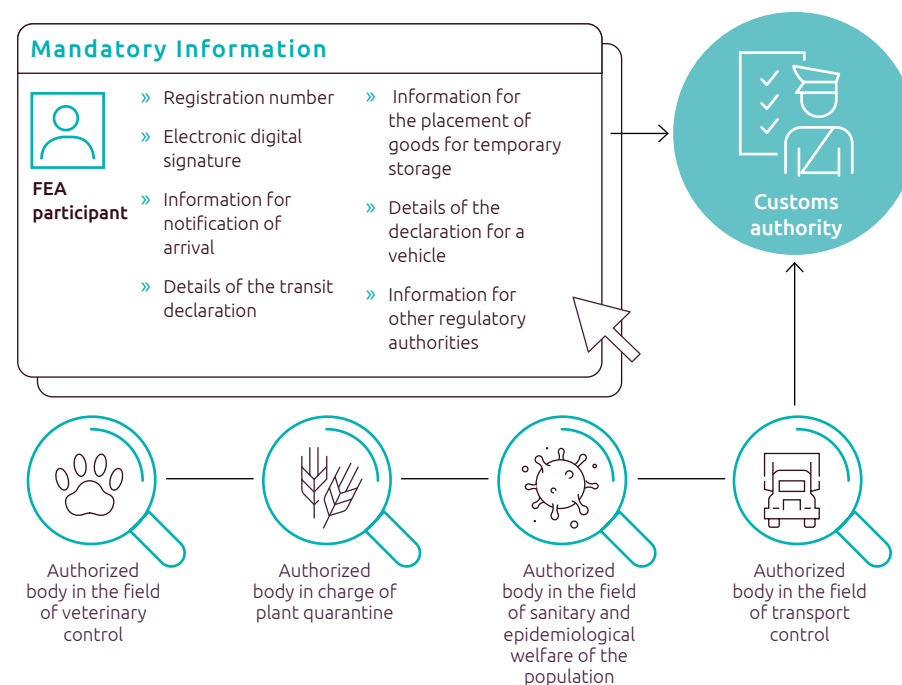 Mandatory Information
FEA
participant
» Registration number
» Electronic digital
signature
» Information for
notification of
arrival
» Details of the transit
declaration
» Information for
the placement of
goods for temporary
storage
» Details of the
declaration for a
vehicle
» Information for
other regulatory
authorities
Customs
authority
Authorized
body in the field
of veterinary
control
Authorized
body in charge of
plant quarantine
Authorized
body in the field
of sanitary and
epidemiological
welfare of the
population
Authorized
body in the field
of transport
control